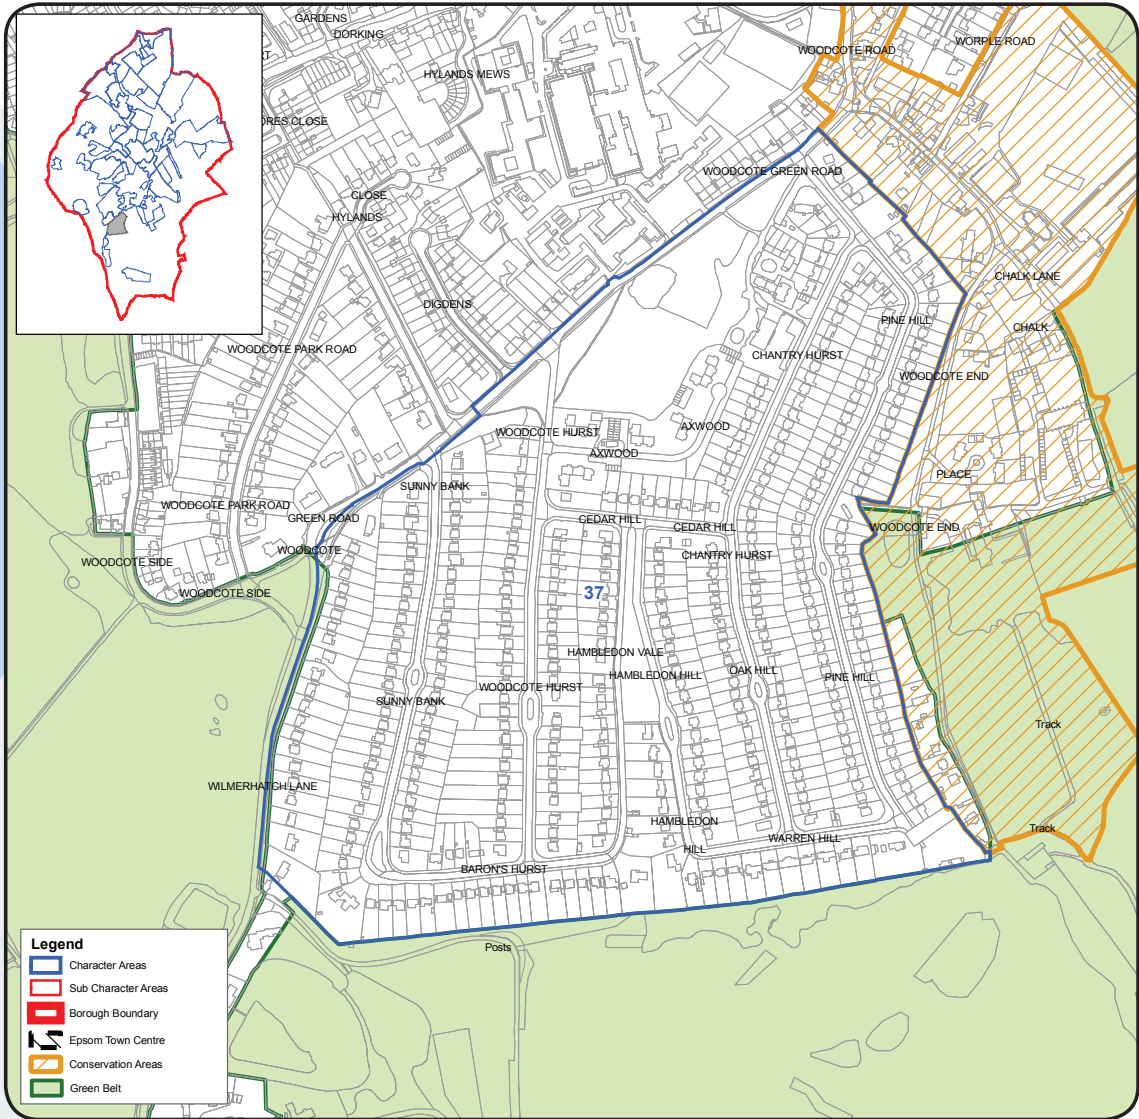 GARDENS
DORKING
WOODCOTE ROAD
WORPLE ROAD
HYLANDS MEWS
WOODCOTE GREEN ROAD
CLOSE
HYLANDS
CHALK LANE
DIGDENS
PINE HILL
CHALK
WOODCOTE PARK ROAD
CHANTRY HURST
WOODCOTE END
AXWOOD
WOODCOTE HURST
AXWOOD
PLACE
SUNNY BANK
WOODCOTE PARK ROAD
GREEN ROAD
CEDAR HILL
CEDAR HILL
WOODCOTE END
WOODCOTE
CHANTRY HURST
WOODCOTE SIDE
WOODCOTE SIDE
37
HAMBLEDON VALE
HAMBLEDON HILL
OAK HILL
PINE HILL
WOODCOTE HURST
SUNNY BANK
Track
WILMERHATCH LANE
HAMBLEDON
HILL
WARREN HILL
Track
BARON'S HURST
Posts
Legend
Character Areas
Sub Character Areas
Borough Boundary
Epsom Town Centre
Conservation Areas
Green Belt